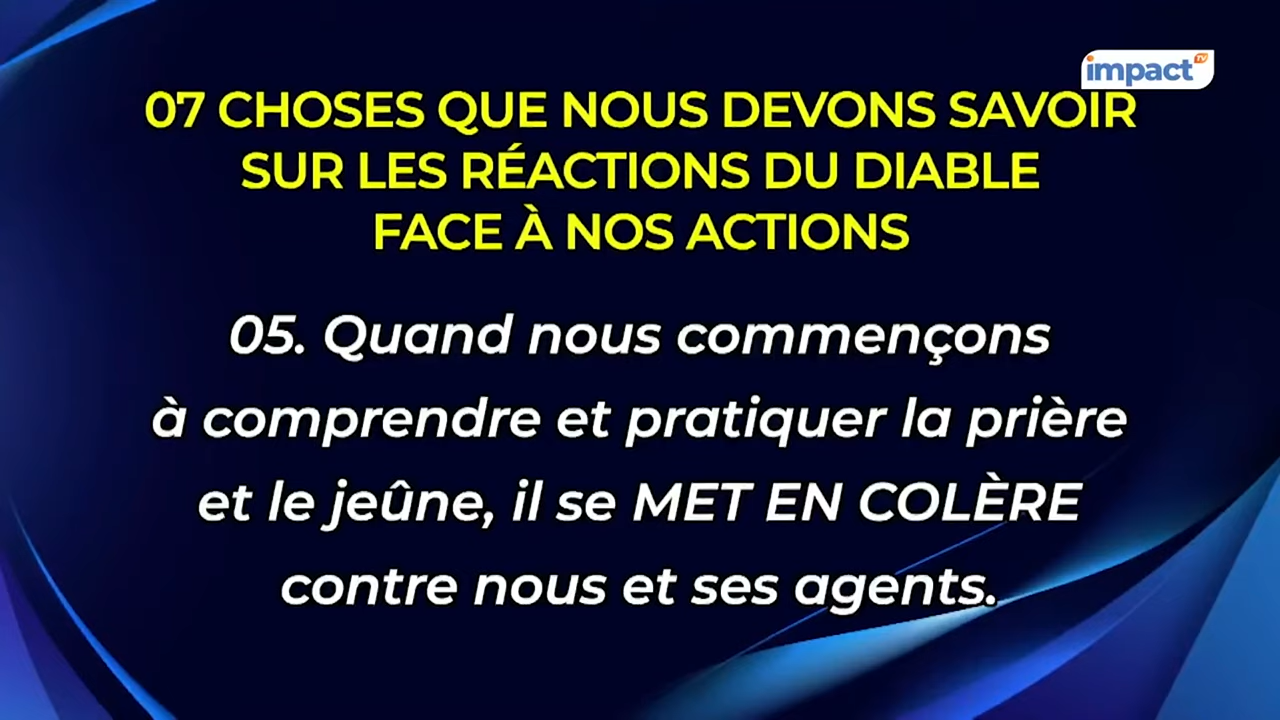 impact TV
07 CHOSES QUE NOUS DEVONS SAVOIR
SUR LES RÉACTIONS DU DIABLE
FACE À NOS ACTIONS
05. Quand nous commençons
à comprendre et pratiquer la prière
et le jeûne, il se MET EN COLÈRE
contre nous et ses agents.